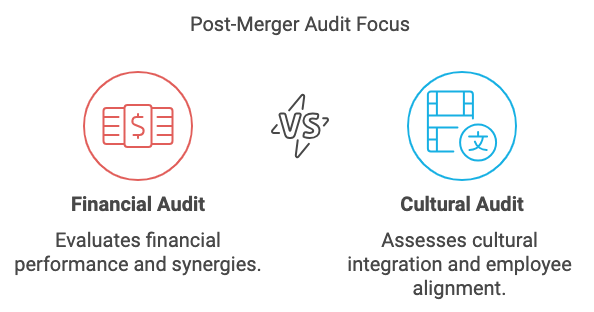 Post-Merger Audit Focus
$
VS
文
Financial Audit
Evaluates financial
performance and synergies.
Cultural Audit
Assesses cultural
integration and employee
alignment.